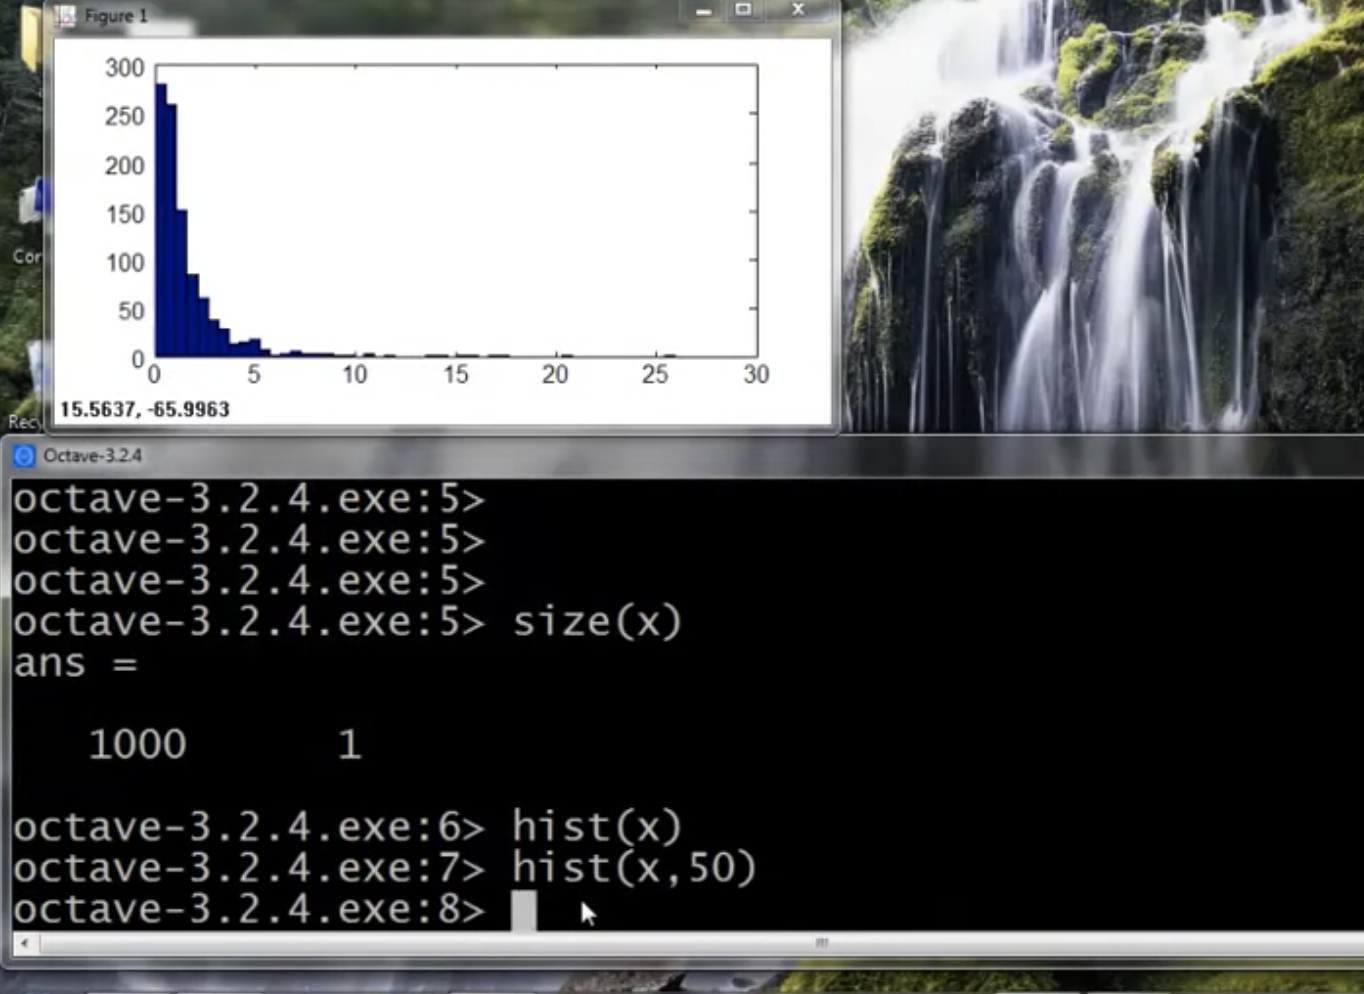 Figure 1
300
250
200
150
100
50
0
0 5 10 15 20 25 30
15.5637, -65.9963
Octave-3.2.4
octave-3.2.4.exe:5>
octave-3.2.4.exe:5>
octave-3.2.4.exe:5>
octave-3.2.4.exe:5> size(x)
ans =
1000 1
octave-3.2.4.exe:6> hist(x)
octave-3.2.4.exe:7> hist(x,50)
octave-3.2.4.exe:8>